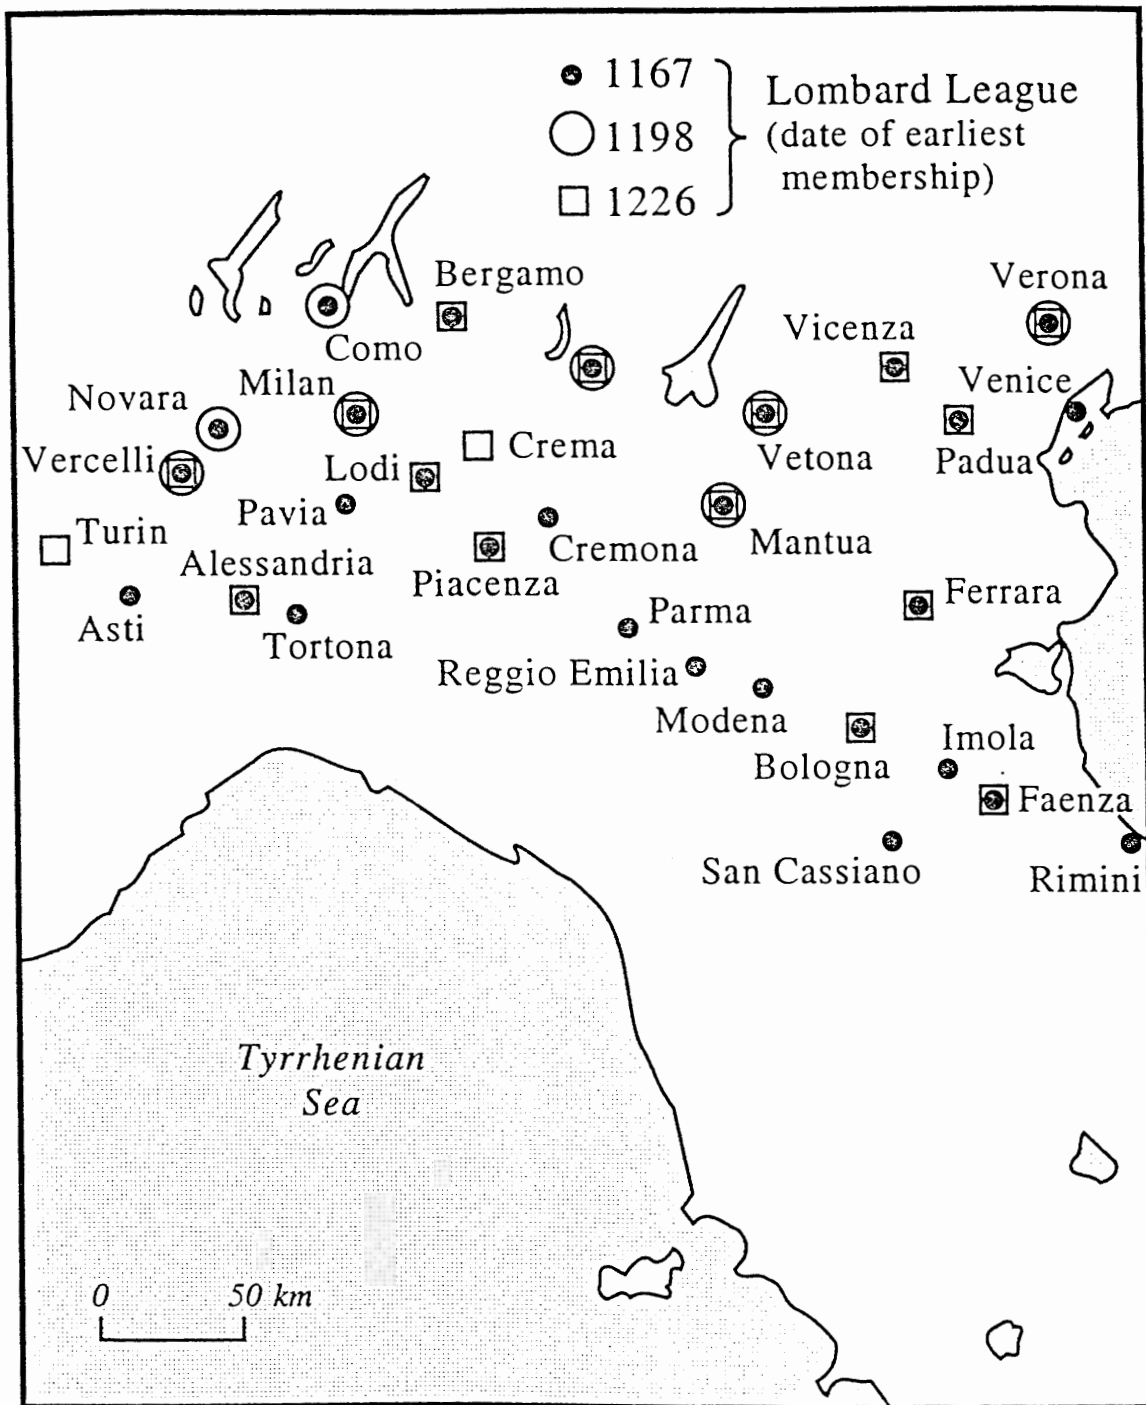 1167
1198
1226
Lombard League
(date of earliest
membership)
Bergamo
Verona
Vicenza
Como
Venice
Novara
Milan
Vercelli
Lodi
Crema
Vetona
Padua
Pavia
Turin
Cremona
Mantua
Alessandria
Piacenza
Ferrara
Asti
Tortona
Parma
Reggio Emilia
Modena
Imola
Bologna
Faenza
San Cassiano
Rimini
Tyrrhenian
Sea
0 50 km